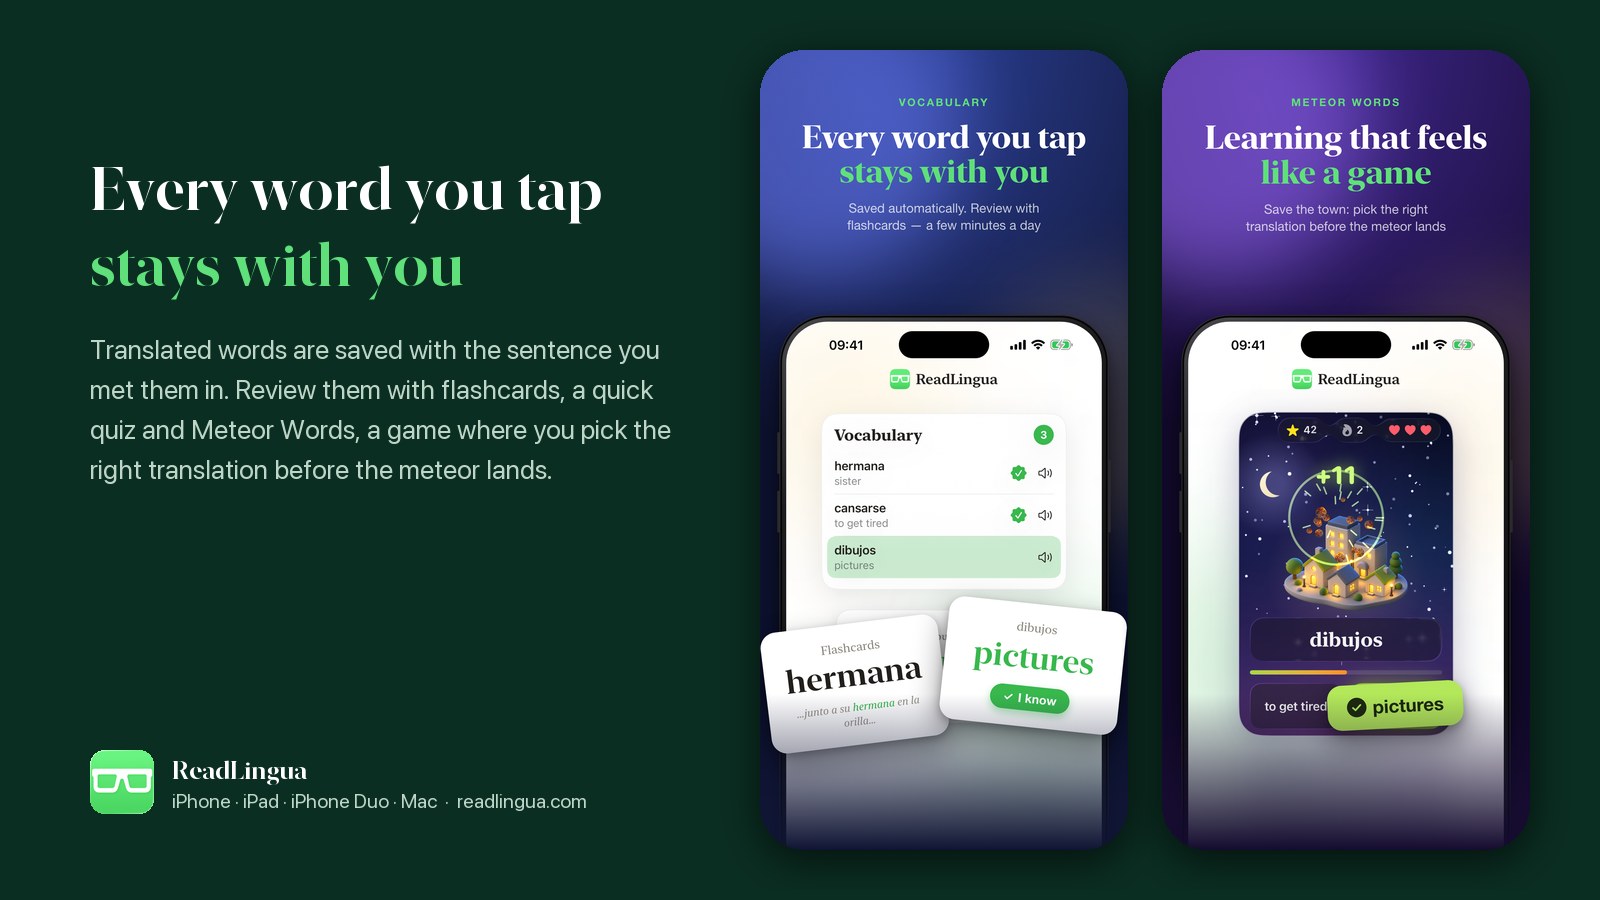 Every word you tap
stays with you
Translated words are saved with the sentence you
met them in. Review them with flashcards, a quick
quiz and Meteor Words, a game where you pick the
right translation before the meteor lands.
ReadLingua
iPhone · iPad · iPhone Duo · Mac · readlingua.com
VOCABULARY
Every word you tap
stays with you
Saved automatically. Review with
flashcards — a few minutes a day
09:41
ReadLingua
Vocabulary
3
hermana
sister
cansarse
to get tired
dibujos
pictures
Flashcards
hermana
...junto a su hermana en la
orilla...
dibujos
pictures
I know
METEOR WORDS
Learning that feels
like a game
Save the town: pick the right
translation before the meteor lands
09:41
ReadLingua
42
2
+11
dibujos
to get tired
pictures